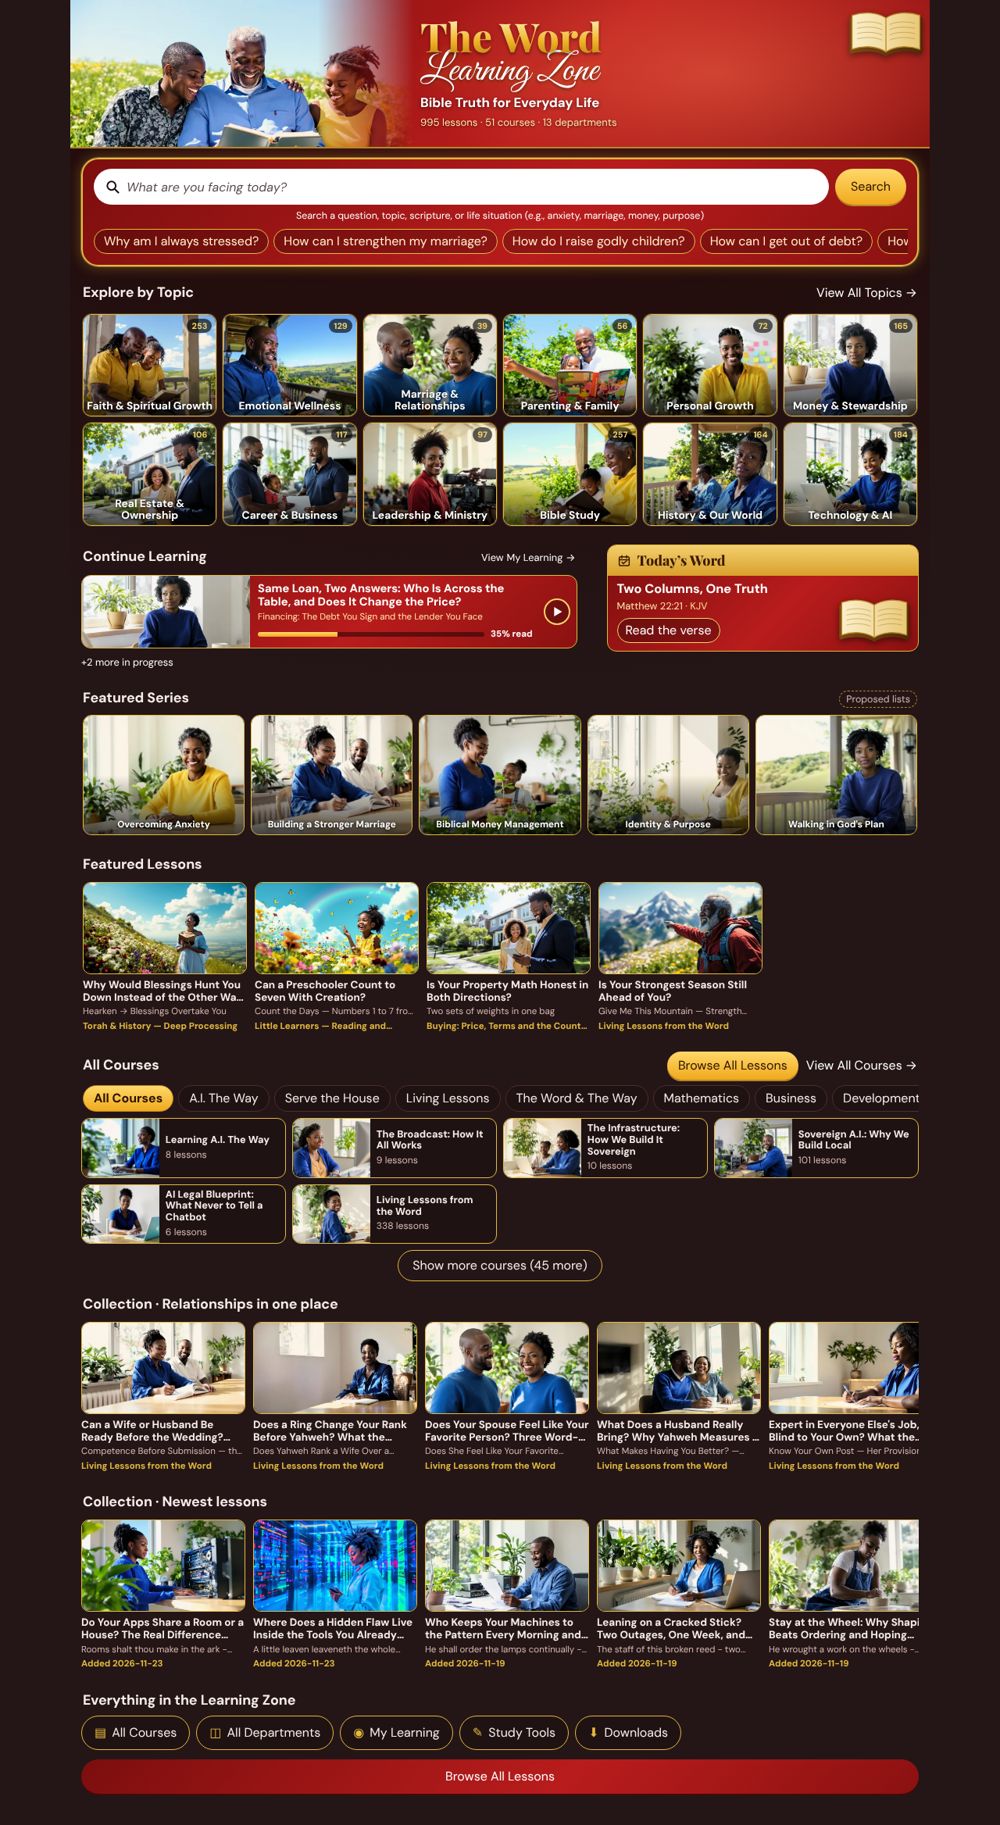 The Word
Learning Zone
Bible Truth for Everyday Life
995 lessons · 51 courses · 13 departments
What are you facing today?
Search
Search a question, topic, scripture, or life situation (e.g., anxiety, marriage, money, purpose)
Why am I always stressed?
How can I strengthen my marriage?
How do I raise godly children?
How can I get out of debt?
How
Explore by Topic
View All Topics →
253
Faith & Spiritual Growth
129
Emotional Wellness
39
Marriage &
Relationships
56
Parenting & Family
72
Personal Growth
165
Money & Stewardship
106
Real Estate &
Ownership
117
Career & Business
97
Leadership & Ministry
257
Bible Study
164
History & Our World
184
Technology & AI
Continue Learning
View My Learning →
Same Loan, Two Answers: Who Is Across the
Table, and Does It Change the Price?
Financing: The Debt You Sign and the Lender You Face
35% read
+2 more in progress
Today's Word
Two Columns, One Truth
Matthew 22:21 · KJV
Read the verse
Featured Series
Proposed lists
Overcoming Anxiety
Building a Stronger Marriage
Biblical Money Management
Identity & Purpose
Walking in God's Plan
Featured Lessons
Why Would Blessings Hunt You
Down Instead of the Other Wa...
Hearken → Blessings Overtake You
Torah & History — Deep Processing
Can a Preschooler Count to
Seven With Creation?
Count the Days — Numbers 1 to 7 fro...
Little Learners — Reading and...
Is Your Property Math Honest in
Both Directions?
Two sets of weights in one bag
Buying: Price, Terms and the Count...
Is Your Strongest Season Still
Ahead of You?
Give Me This Mountain — Strength...
Living Lessons from the Word
All Courses
Browse All Lessons
View All Courses →
All Courses
A.I. The Way
Serve the House
Living Lessons
The Word & The Way
Mathematics
Business
Development
Learning A.I. The Way
8 lessons
The Broadcast: How It
All Works
9 lessons
The Infrastructure:
How We Build It
Sovereign
10 lessons
Sovereign A.I.: Why We
Build Local
101 lessons
AI Legal Blueprint:
What Never to Tell a
Chatbot
6 lessons
Living Lessons from
the Word
338 lessons
Show more courses (45 more)
Collection · Relationships in one place
Can a Wife or Husband Be
Ready Before the Wedding?...
Competence Before Submission — th...
Living Lessons from the Word
Does a Ring Change Your Rank
Before Yahweh? What the...
Does Yahweh Rank a Wife Over a...
Living Lessons from the Word
Does Your Spouse Feel Like Your
Favorite Person? Three Word-...
Does She Feel Like Your Favorite...
Living Lessons from the Word
What Does a Husband Really
Bring? Why Yahweh Measures ...
What Makes Having You Better? —...
Living Lessons from the Word
Expert in Everyone Else's Job,
Blind to Your Own? What the...
Know Your Own Post — Her Provision
Living Lessons from the Word
Collection · Newest lessons
Do Your Apps Share a Room or a
House? The Real Difference...
Rooms shalt thou make in the ark –...
Added 2026-11-23
Where Does a Hidden Flaw Live
Inside the Tools You Already...
A little leaven leaveneth the whole...
Added 2026-11-23
Who Keeps Your Machines to
the Pattern Every Morning and...
He shall order the lamps continually –...
Added 2026-11-19
Leaning on a Cracked Stick?
Two Outages, One Week, and...
The staff of this broken reed – two...
Added 2026-11-19
Stay at the Wheel: Why Shapi
Beats Ordering and Hoping...
He wrought a work on the wheels –...
Added 2026-11-19
Everything in the Learning Zone
All Courses
All Departments
My Learning
Study Tools
Downloads
Browse All Lessons